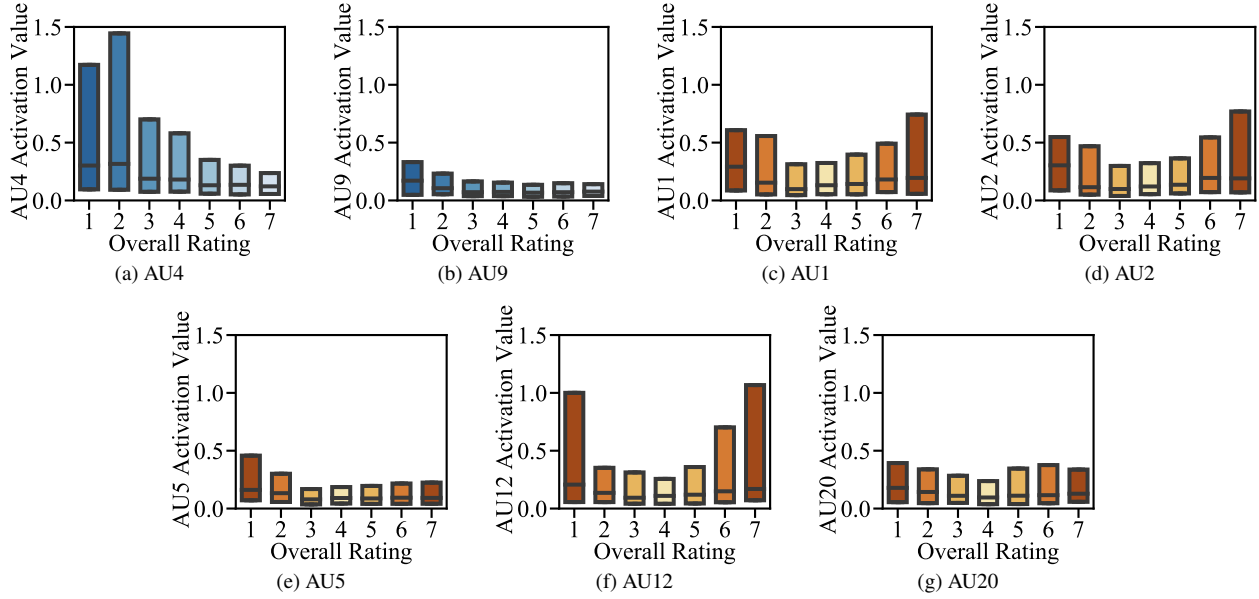 AU4 Activation Value
1.5
1.0
0.5
0.0
1 2 3 4 5 6 7
Overall Rating
(a) AU4
AU9 Activation Value
1.5
1.0
0.5
0.0
1 2 3 4 5 6 7
Overall Rating
(b) AU9
AU1 Activation Value
1.5
1.0
0.5
0.0
1 2 3 4 5 6 7
Overall Rating
(c) AU1
AU2 Activation Value
1.5
1.0
0.5
0.0
1 2 3 4 5 6 7
Overall Rating
(d) AU2
AU5 Activation Value
1.5
1.0
0.5
0.0
1 2 3 4 5 6 7
Overall Rating
(e) AU5
AU12 Activation Value
1.5
1.0
0.5
0.0
1 2 3 4 5 6 7
Overall Rating
(f) AU12
AU20 Activation Value
1.5
1.0
0.5
0.0
1 2 3 4 5 6 7
Overall Rating
(g) AU20